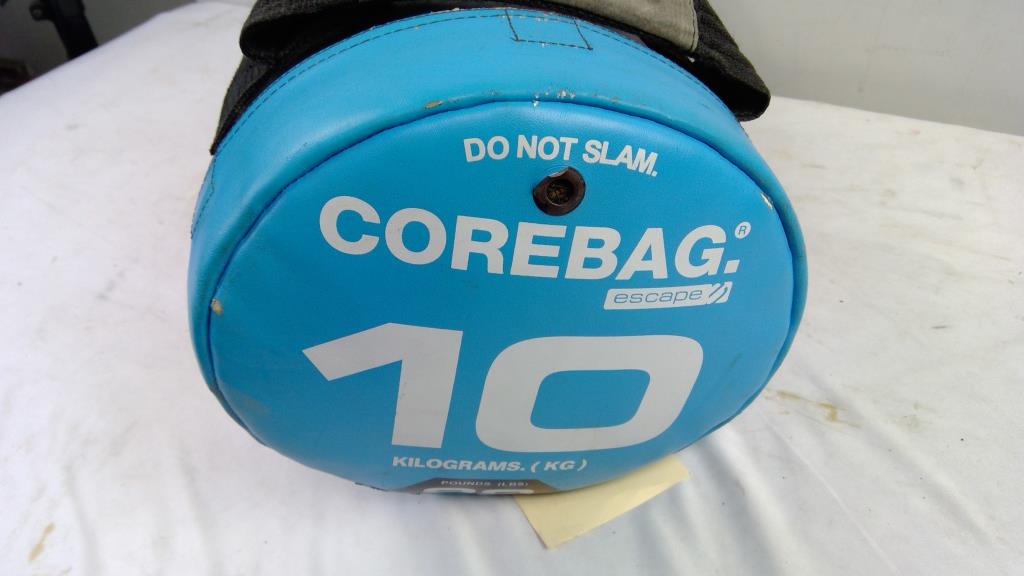 DO NOT SLAM.
COREBAG.®
escape
10
KILOGRAMS. (KG)
POUNDS (LBS)